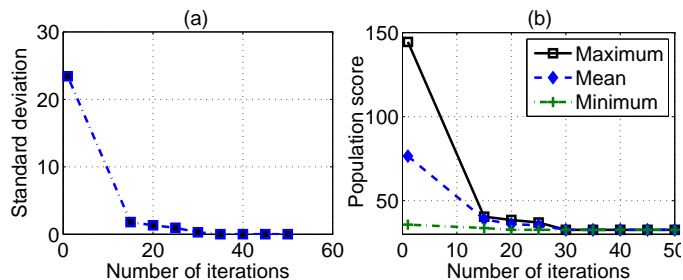 (a)
Standard deviation
30
20
10
0
0 20 40 60
Number of iterations
(b)
Population score
150
100
50
0 10 20 30 40 50
Number of iterations
Maximum
Mean
Minimum